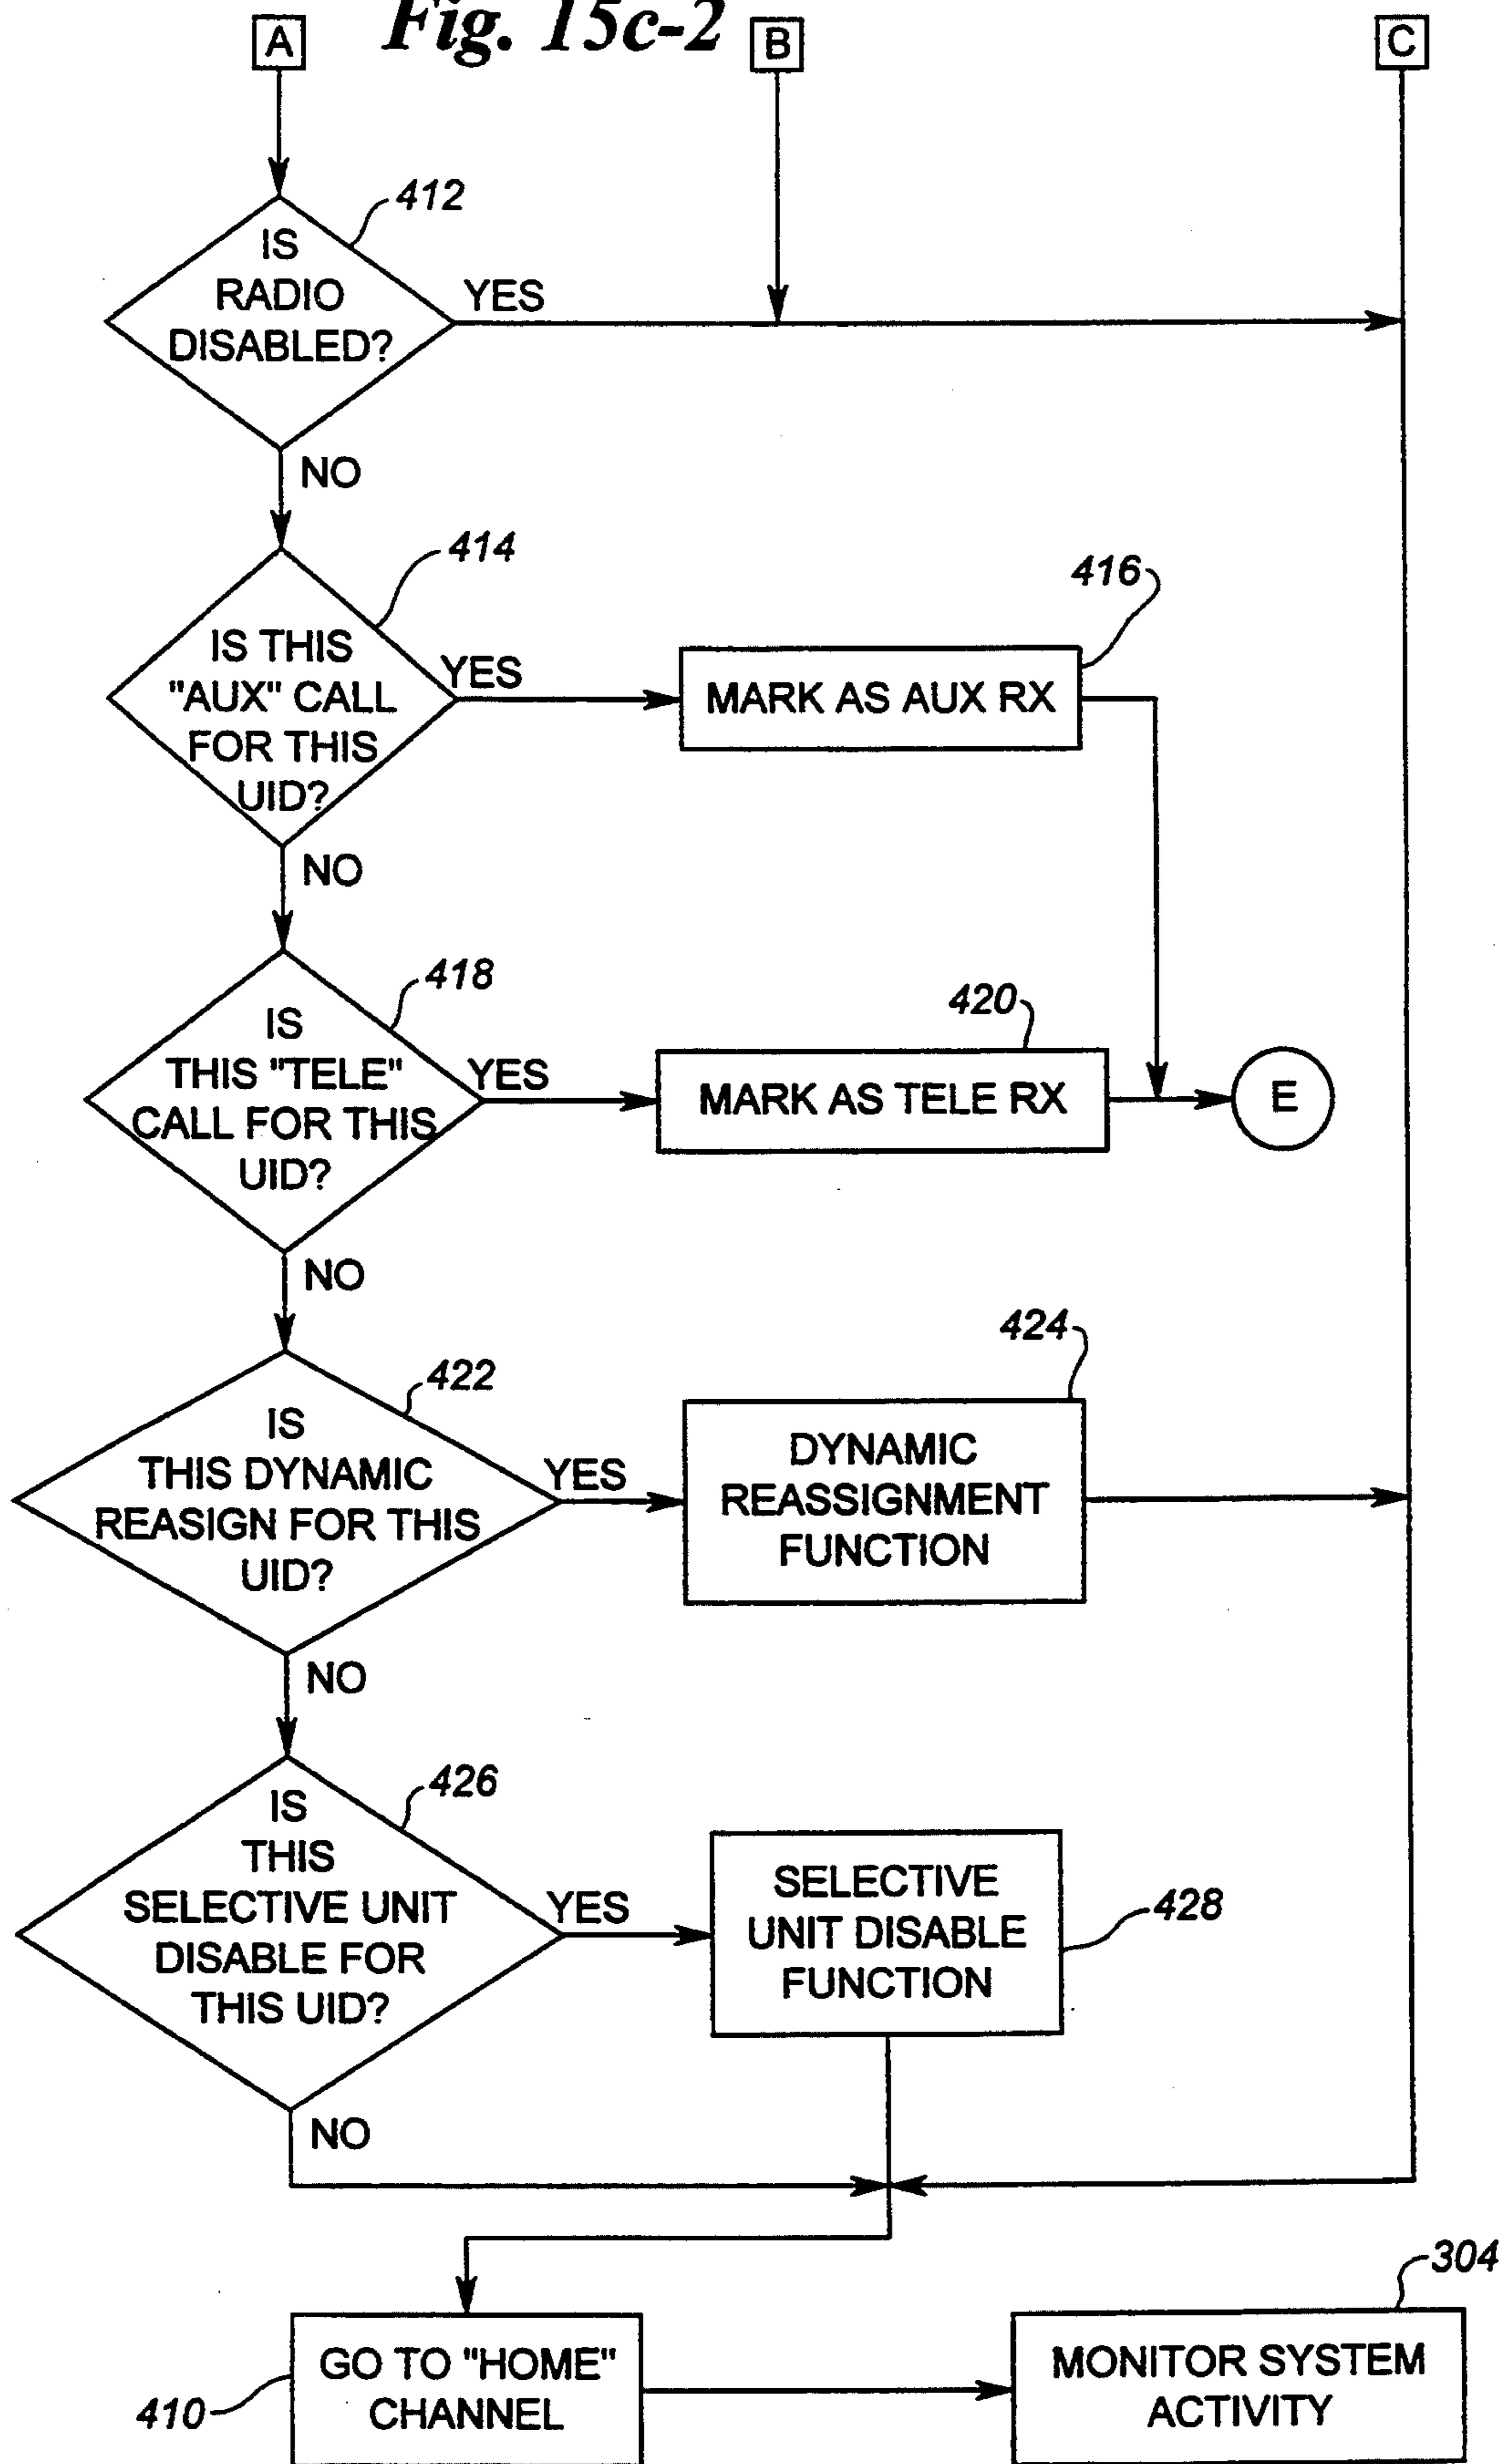 Fig. 15c-2
A
B
C
412
IS
RADIO
DISABLED?
YES
NO
414
IS THIS
"AUX" CALL
FOR THIS
UID?
YES
416
MARK AS AUX RX
NO
418
IS
THIS "TELE"
CALL FOR THIS
UID?
YES
420
MARK AS TELE RX
E
NO
422
IS
THIS DYNAMIC
REASIGN FOR THIS
UID?
YES
424
DYNAMIC
REASSIGNMENT
FUNCTION
NO
426
IS
THIS
SELECTIVE UNIT
DISABLE FOR
THIS UID?
YES
SELECTIVE
UNIT DISABLE
FUNCTION
428
NO
304
GO TO "HOME"
CHANNEL
410
MONITOR SYSTEM
ACTIVITY